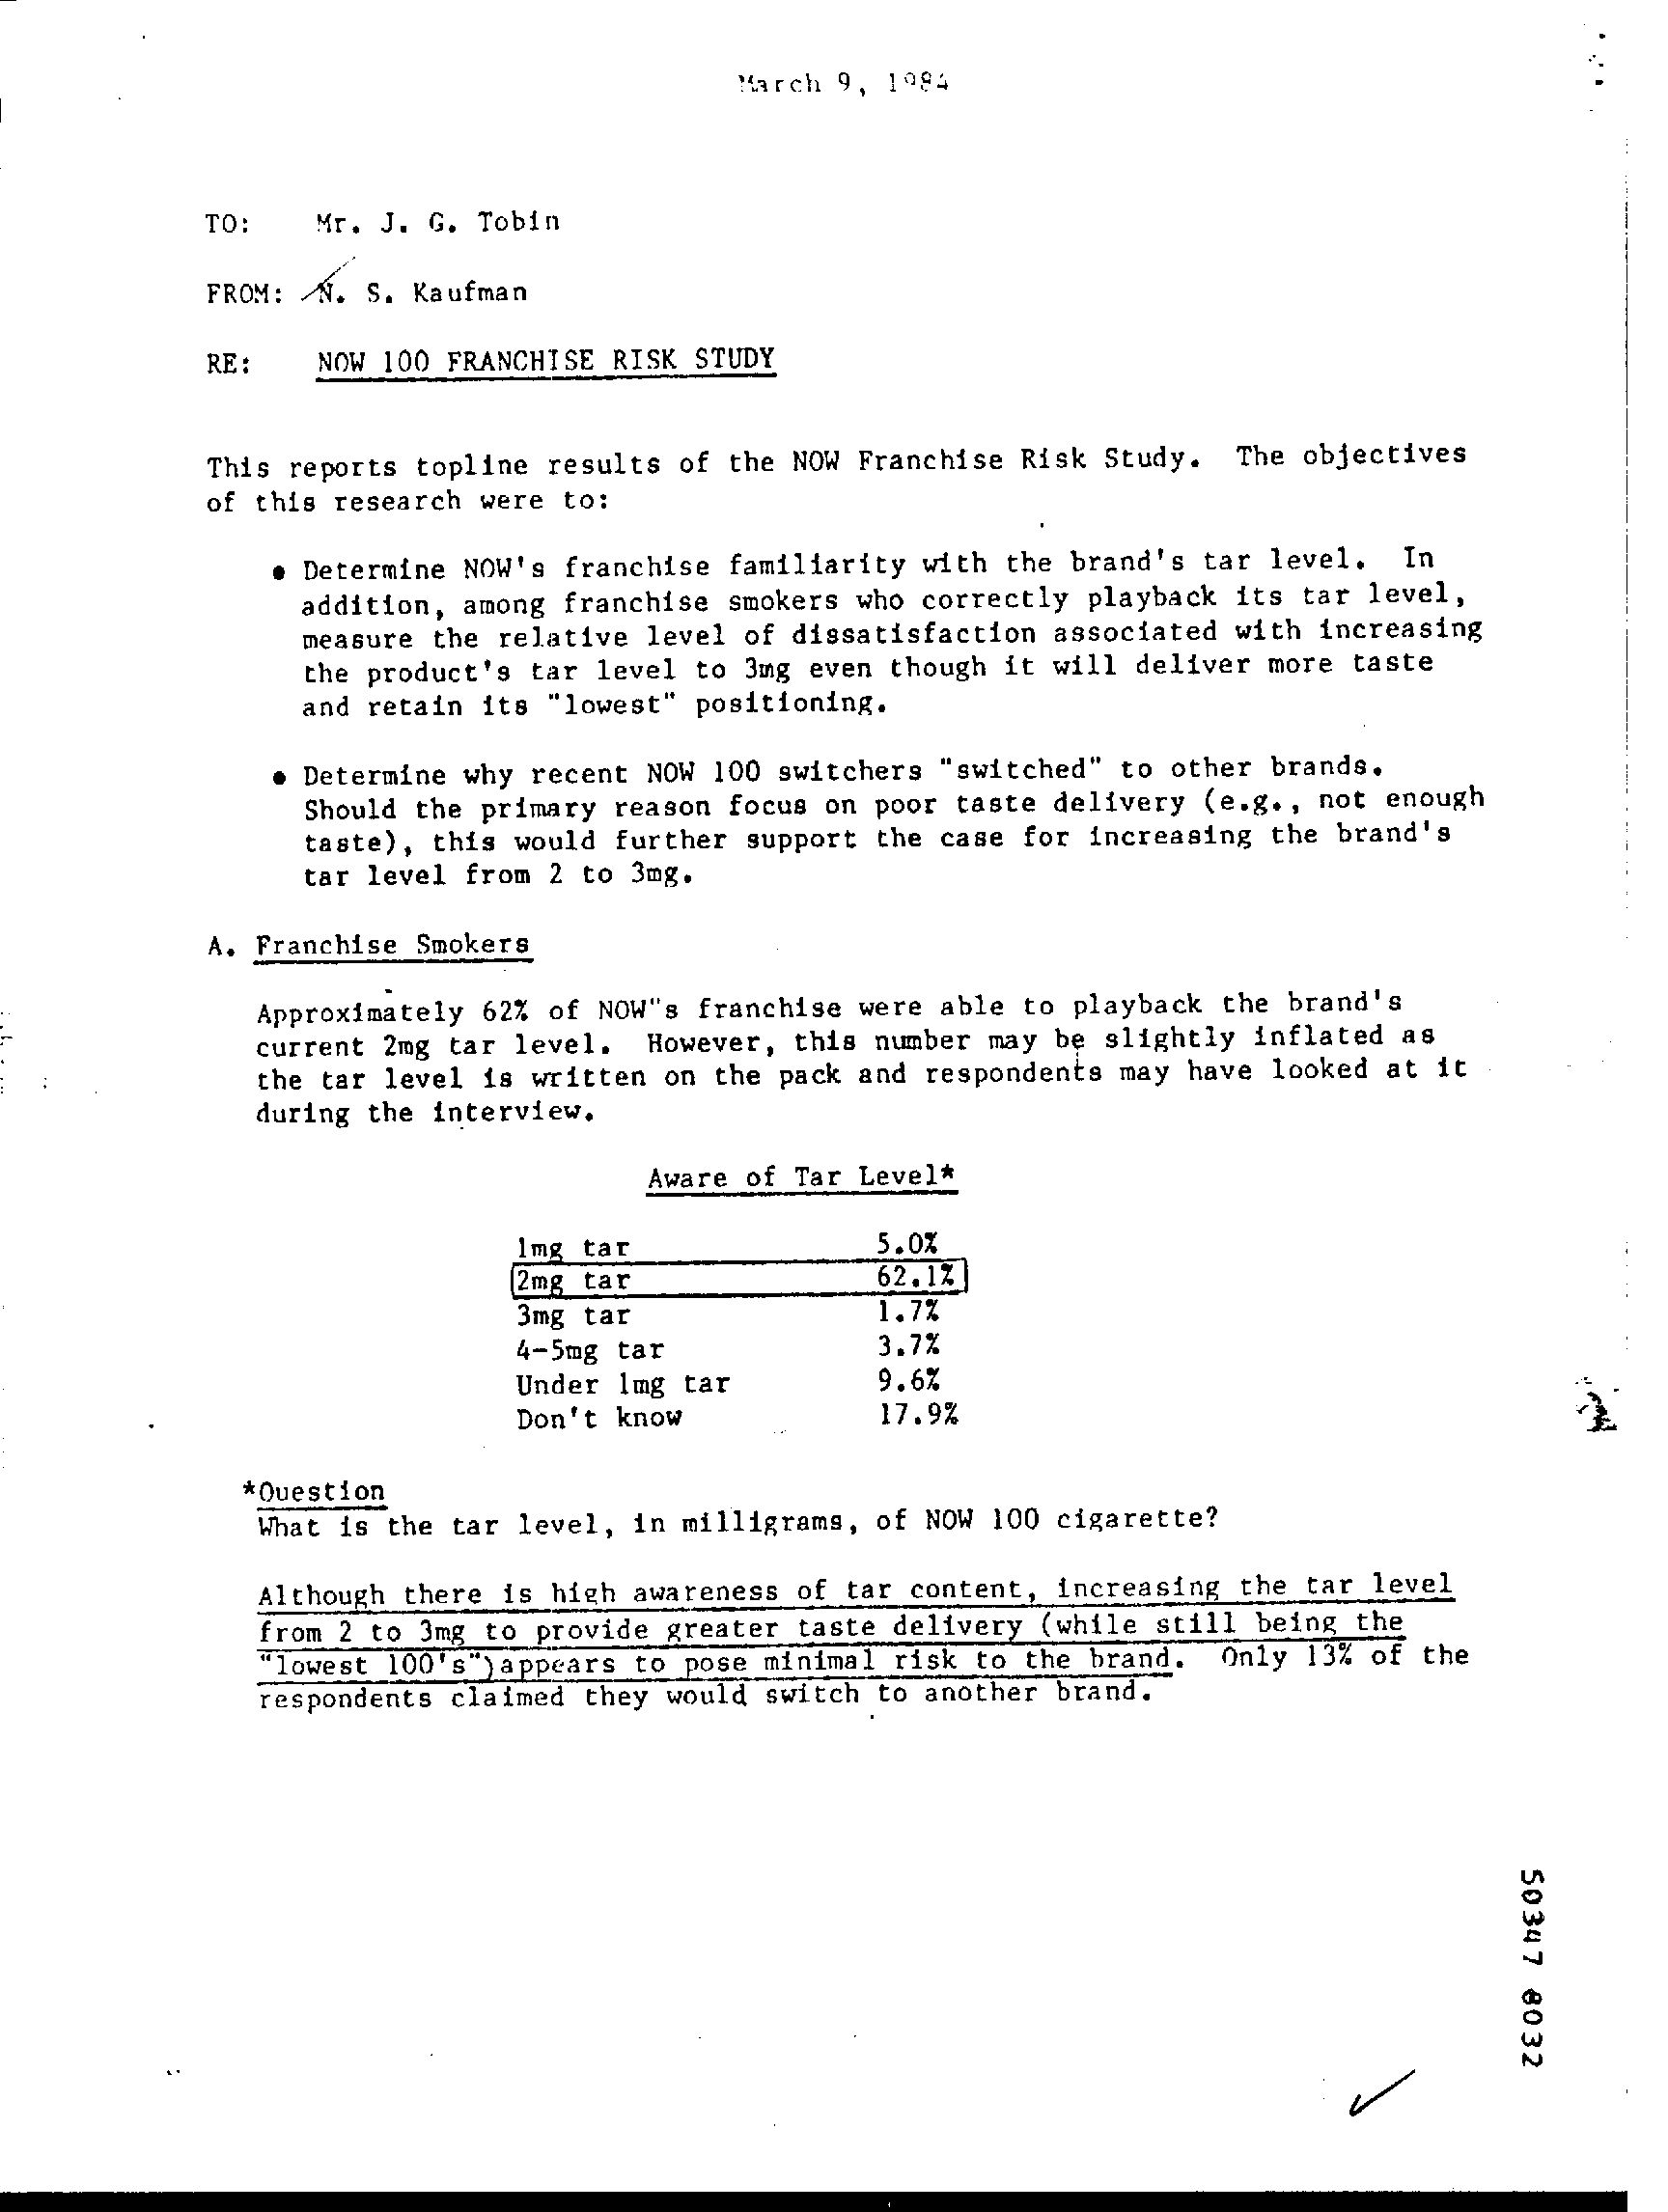 March 9, 1984
TO: Mr. J. G. Tobin
FROM: N. S. Kaufman
RE: NOW 100 FRANCHISE RISK STUDY
This reports topline results of the NOW Franchise Risk Study. The objectives
of this research were to:
● Determine NOW's franchise familiarity with the brand's tar level. In
addition, among franchise smokers who correctly playback its tar level,
measure the relative level of dissatisfaction associated with increasing
the product's tar level to 3mg even though it will deliver more taste
and retain its "lowest" positioning.
● Determine why recent NOW 100 switchers "switched" to other brands.
Should the primary reason focus on poor taste delivery (e.g., not enough
taste), this would further support the case for increasing the brand's
tar level from 2 to 3mg.
A. Franchise Smokers
Approximately 62% of NOW"s franchise were able to playback the brand's
current 2mg tar level. However, this number may be slightly inflated as
the tar level is written on the pack and respondents may have looked at it
during the interview.
Aware of Tar Level*
1mg tar 5.0%
2mg tar 62.1%
3mg tar 1.7%
4-5mg tar 3.7%
Under 1mg tar 9.6%
Don't know 17.9%
*Question
What is the tar level, in milligrams, of NOW 100 cigarette?
Although there is high awareness of tar content, increasing the tar level
from 2 to 3mg to provide greater taste delivery (while still being the
"lowest 100's") appears to pose minimal risk to the brand. Only 13% of the
respondents claimed they would switch to another brand.
50347 8032